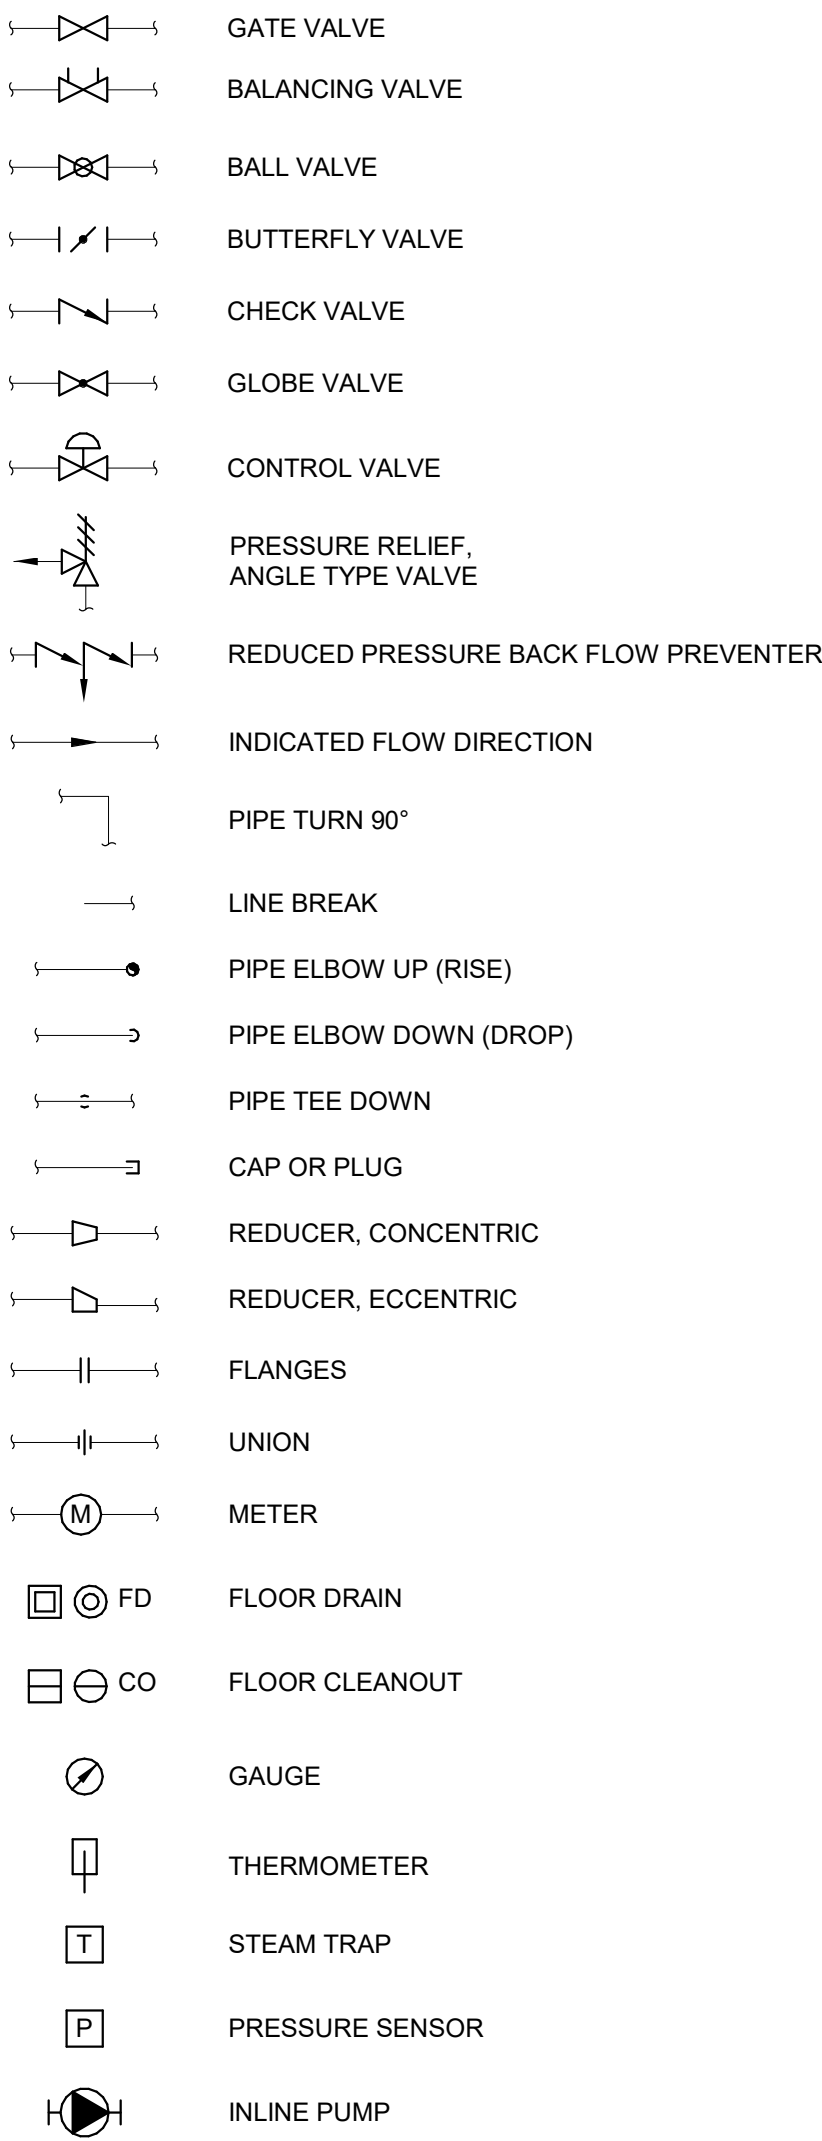 GATE VALVE
BALANCING VALVE
BALL VALVE
BUTTERFLY VALVE
CHECK VALVE
GLOBE VALVE
CONTROL VALVE
PRESSURE RELIEF,
ANGLE TYPE VALVE
REDUCED PRESSURE BACK FLOW PREVENTER
INDICATED FLOW DIRECTION
PIPE TURN 90°
LINE BREAK
PIPE ELBOW UP (RISE)
PIPE ELBOW DOWN (DROP)
PIPE TEE DOWN
CAP OR PLUG
REDUCER, CONCENTRIC
REDUCER, ECCENTRIC
FLANGES
UNION
M METER
FD FLOOR DRAIN
CO FLOOR CLEANOUT
GAUGE
THERMOMETER
T STEAM TRAP
P PRESSURE SENSOR
INLINE PUMP